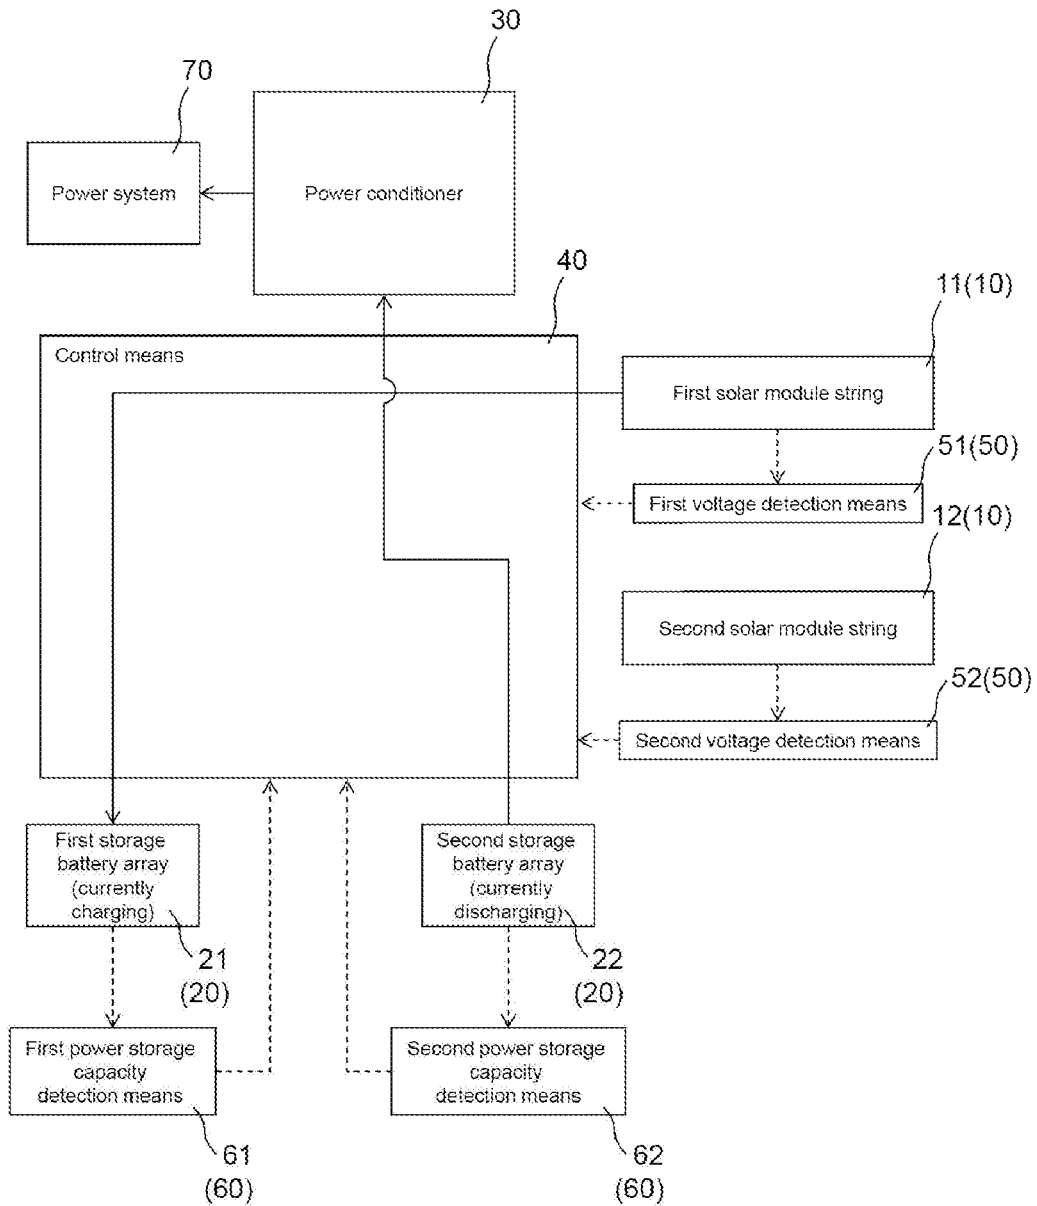 30
70
Power system
Power conditioner
40
11(10)
Control means
First solar module string
51(50)
First voltage detection means
12(10)
Second solar module string
52(50)
Second voltage detection means
First storage
battery array
(currently
charging)
Second storage
battery array
(currently
discharging)
21
(20)
22
(20)
First power storage
capacity
detection means
Second power storage
capacity
detection means
61
(60)
62
(60)